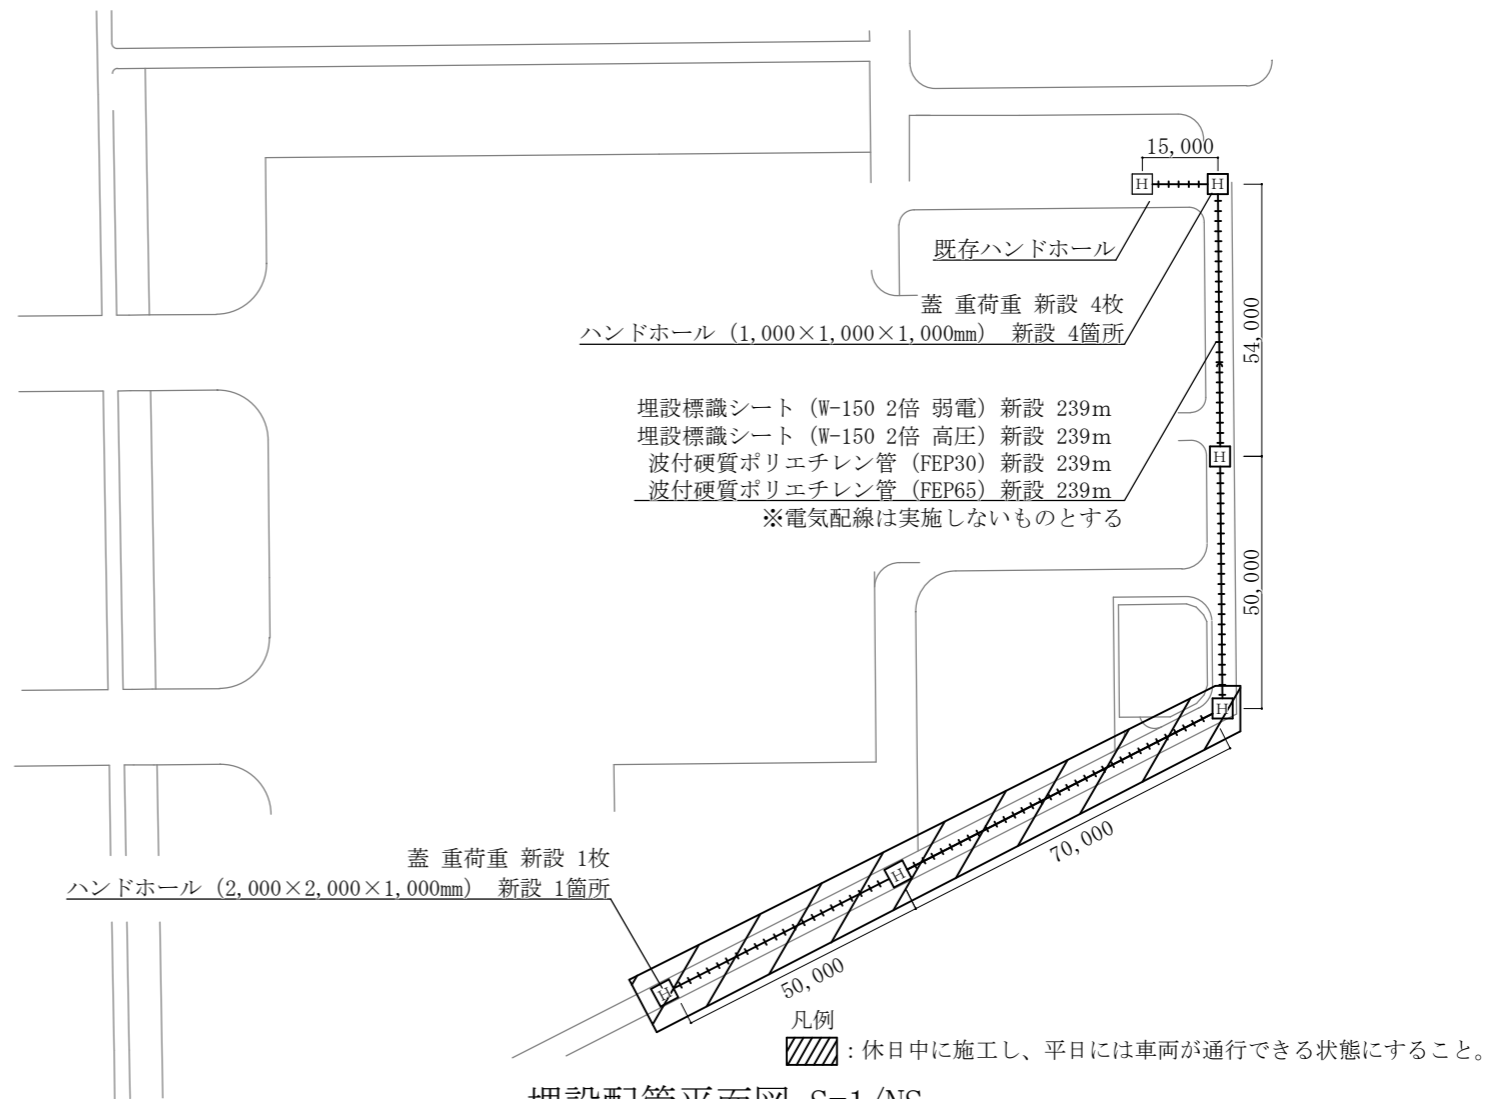 15,000
H
H
既存ハンドホール
蓋 重荷重 新設 4枚
ハンドホール (1,000×1,000×1,000mm) 新設 4箇所
54,000
埋設標識シート (W-150 2倍 弱電) 新設 239m
埋設標識シート (W-150 2倍 高圧) 新設 239m
波付硬質ポリエチレン管 (FEP30) 新設 239m
波付硬質ポリエチレン管 (FEP65) 新設 239m
※電気配線は実施しないものとする
H
50,000
H
70,000
蓋 重荷重 新設 1枚
ハンドホール (2,000×2,000×1,000mm) 新設 1箇所
H
H
50,000
凡例
：休日中に施工し、平日には車両が通行できる状態にすること。
埋設配管平面図 S=1/NS